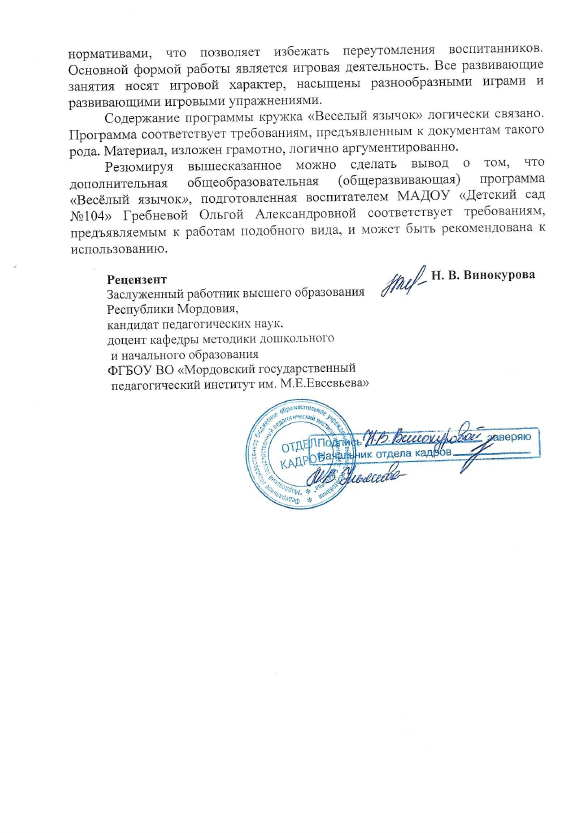 нормативами, что позволяет избежать переутомления воспитанников.
Основной формой работы является игровая деятельность. Все развивающие
занятия носят игровой характер, насыщены разнообразными играми и
развивающими игровыми упражнениями.
Содержание программы кружка «Веселый язычок» логически связано.
Программа соответствует требованиям, предъявленным к документам такого
рода. Материал, изложен грамотно, логично аргументированно.
Резюмируя вышесказанное можно сделать вывод о том, что
дополнительная общеобразовательная (общеразвивающая) программа
«Весёлый язычок», подготовленная воспитателем МАДОУ «Детский сад
№104» Гребневой Ольгой Александровной соответствует требованиям,
предъявляемым к работам подобного вида, и может быть рекомендована к
использованию.
Рецензент Н. В. Винокурова
Заслуженный работник высшего образования
Республики Мордовия,
кандидат педагогических наук,
доцент кафедры методики дошкольного
и начального образования
ФГБОУ ВО «Мордовский государственный
педагогический институт им. М.Е.Евсевьева»
ОТДЕЛ
КАДРОВ
Подпись Н.В. Винокуровой заверяю
Начальник отдела кадров